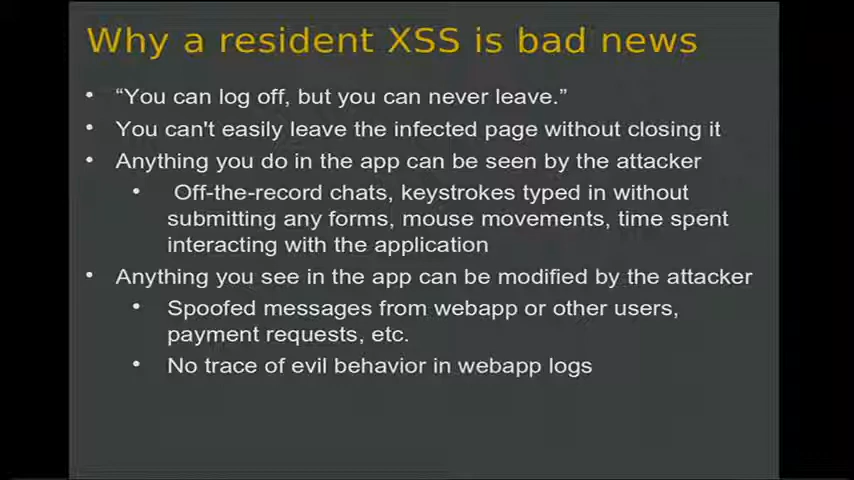 Why a resident XSS is bad news
• “You can log off, but you can never leave.”
• You can't easily leave the infected page without closing it
• Anything you do in the app can be seen by the attacker
• Off-the-record chats, keystrokes typed in without
submitting any forms, mouse movements, time spent
interacting with the application
• Anything you see in the app can be modified by the attacker
• Spoofed messages from webapp or other users,
payment requests, etc.
• No trace of evil behavior in webapp logs